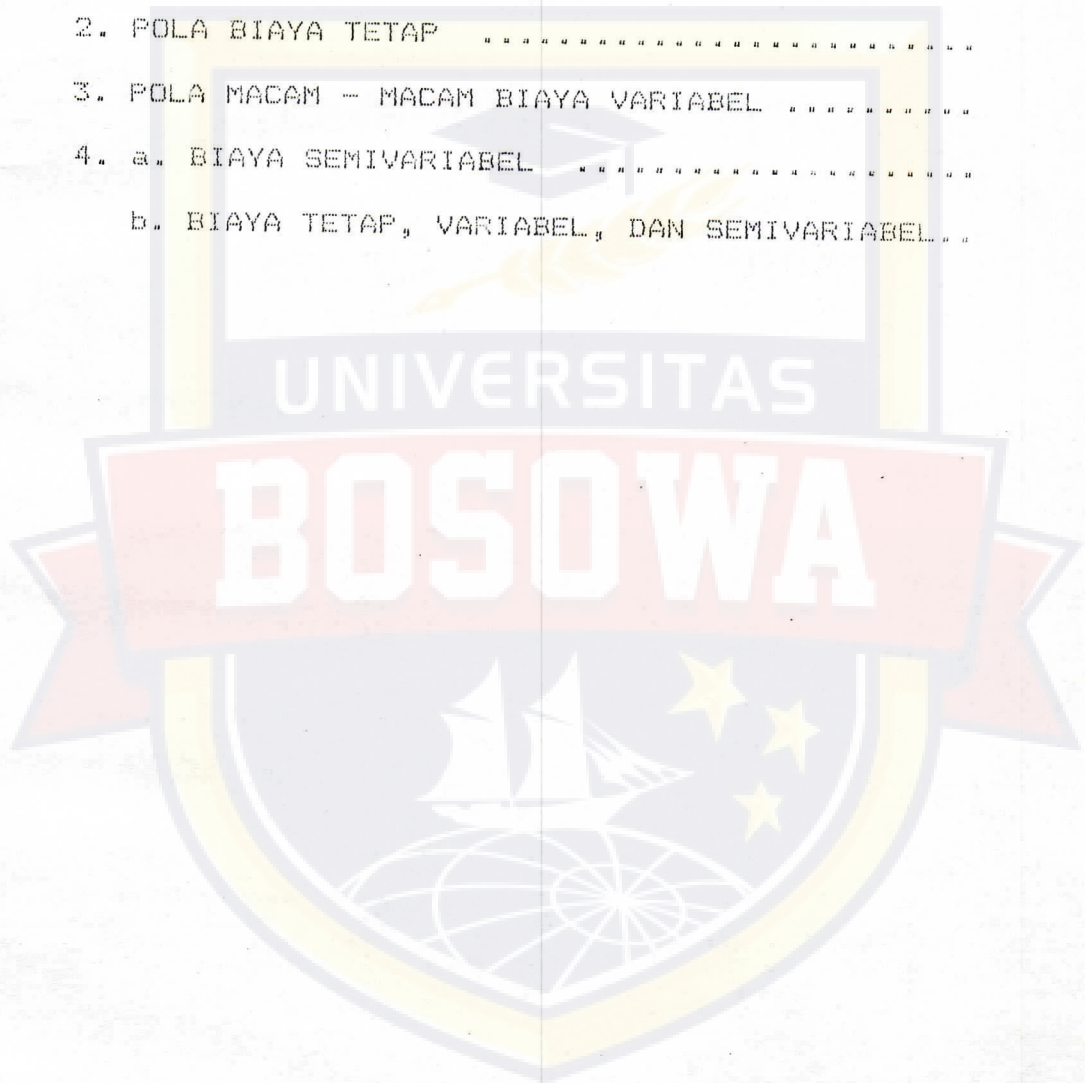 2. POLA BIAYA TETAP ..........................
3. POLA MACAM - MACAM BIAYA VARIABEL ..........
4. a. BIAYA SEMIVARIABEL .....................
b. BIAYA TETAP, VARIABEL, DAN SEMIVARIABEL...
UNIVERSITAS
BOSOWA